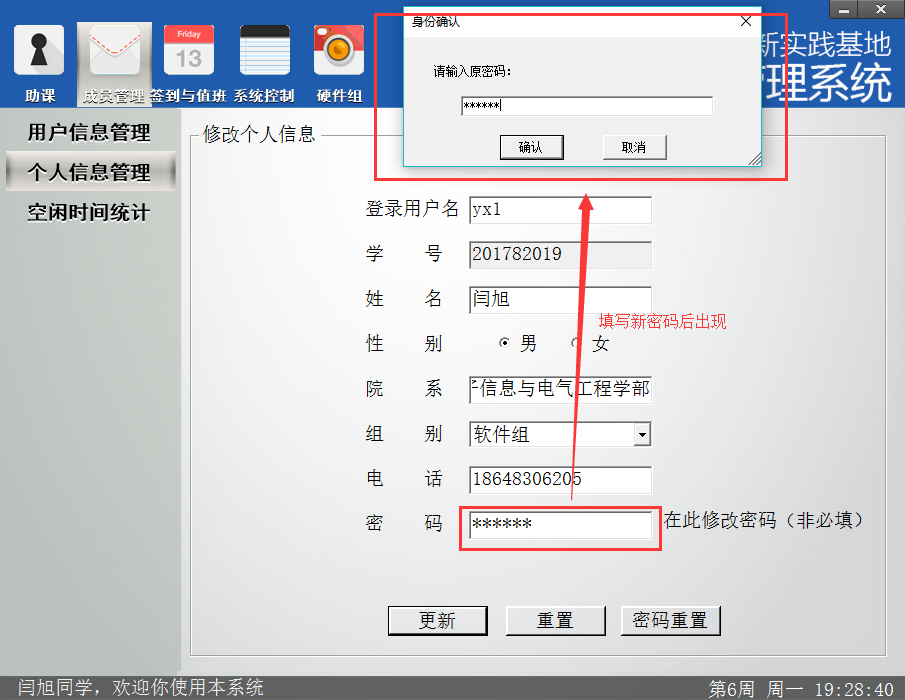 身份确认
新实践基地
管理系统
请输入原密码:
******
确认
取消
Friday
13
助课
成员管理
签到与值班
系统控制
硬件组
用户信息管理
个人信息管理
空闲时间统计
修改个人信息
登录用户名 yx1
学 号 201782019
姓 名 闫旭
性 别 男 女
填写新密码后出现
院 系 信息与电气工程学部
组 别 软件组
电 话 18648306205
密 码 ****** 在此修改密码（非必填）
更新 重置 密码重置
闫旭同学，欢迎你使用本系统
第6周 周一 19:28:40